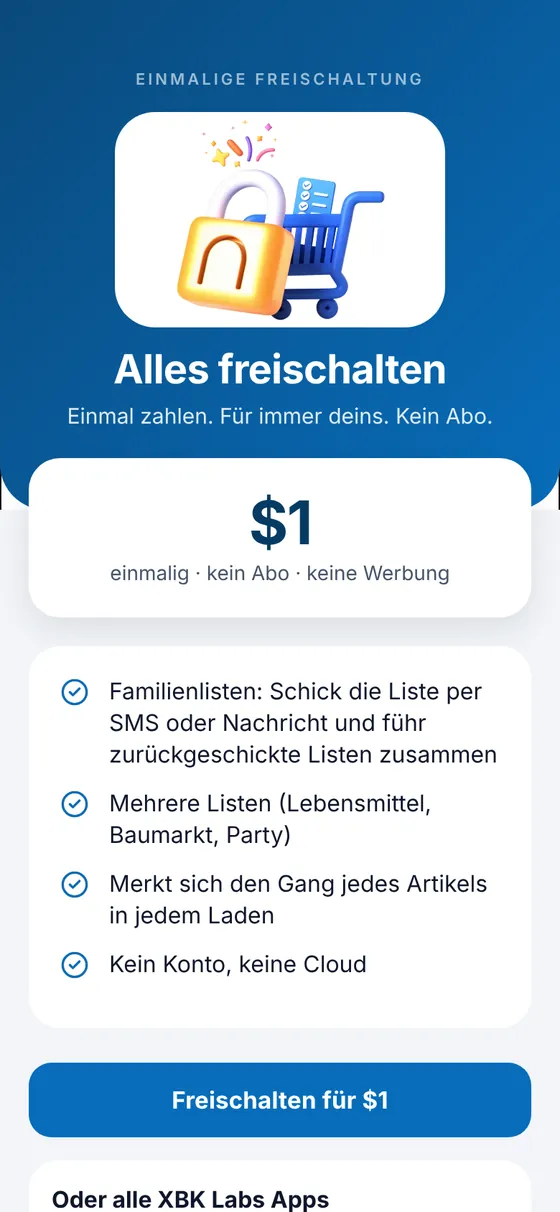 EINMALIGE FREISCHALTUNG
Alles freischalten
Einmal zahlen. Für immer deins. Kein Abo.
$1
einmalig · kein Abo · keine Werbung
Familienlisten: Schick die Liste per
SMS oder Nachricht und führ
zurückgeschickte Listen zusammen
Mehrere Listen (Lebensmittel,
Baumarkt, Party)
Merkt sich den Gang jedes Artikels
in jedem Laden
Kein Konto, keine Cloud
Freischalten für $1
Oder alle XBK Labs Apps